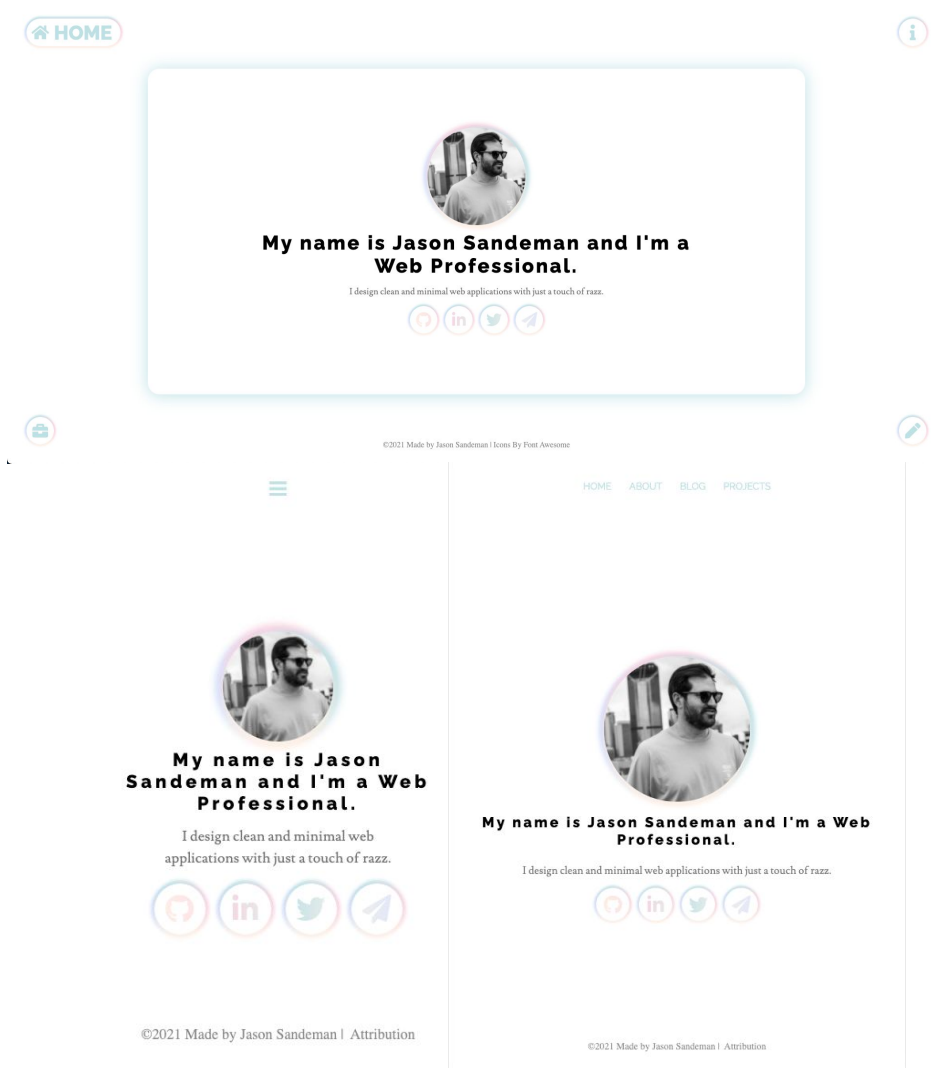 HOME
My name is Jason Sandeman and I'm a
Web Professional.
I design clean and minimal web applications with just a touch of razz.
©2021 Made by Jason Sandeman | Icons By Font Awesome
My name is Jason
Sandeman and I'm a Web
Professional.
I design clean and minimal web
applications with just a touch of razz.
©2021 Made by Jason Sandeman | Attribution
HOME ABOUT BLOG PROJECTS
My name is Jason Sandeman and I'm a Web
Professional.
I design clean and minimal web applications with just a touch of razz.
©2021 Made by Jason Sandeman | Attribution